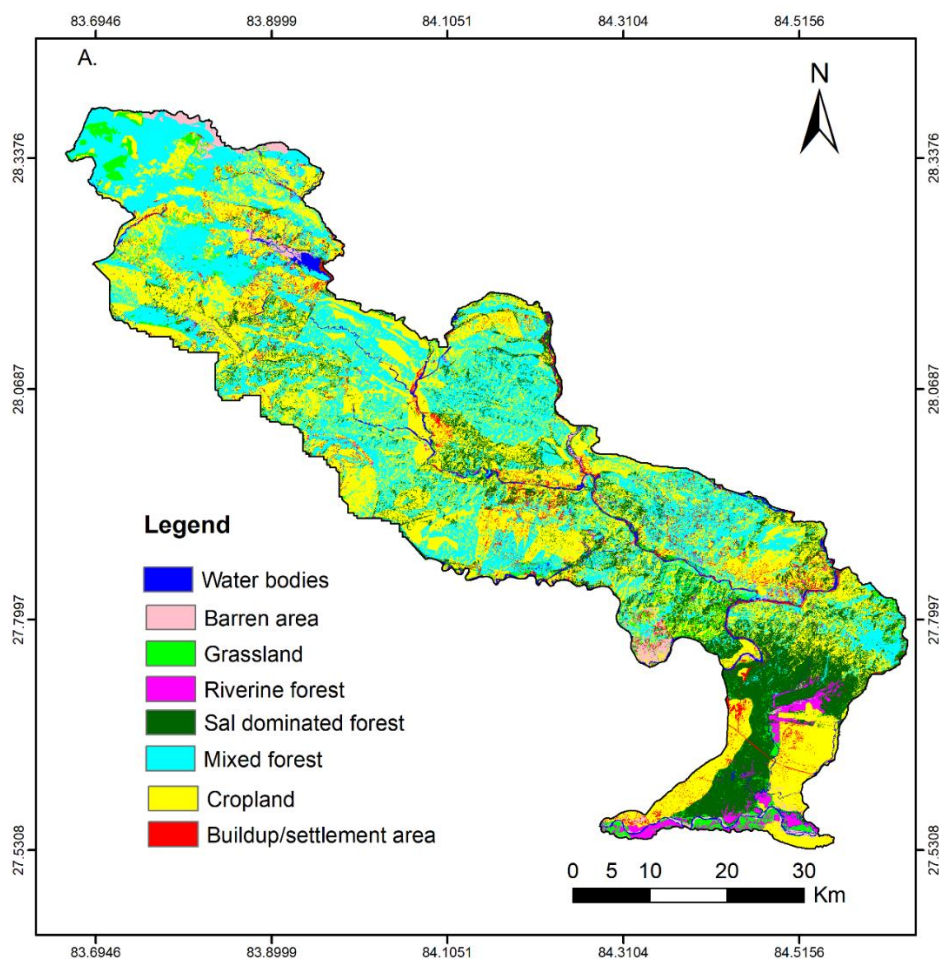 83.6946 83.8999 84.1051 84.3104 84.5156
A.
N
28.3376 28.3376
28.0687 28.0687
Legend
Water bodies
27.7997 27.7997
Barren area
Grassland
Riverine forest
Sal dominated forest
Mixed forest
Cropland
Buildup/settlement area
27.5308 27.5308
0 5 10 20 30
Km
83.6946 83.8999 84.1051 84.3104 84.5156